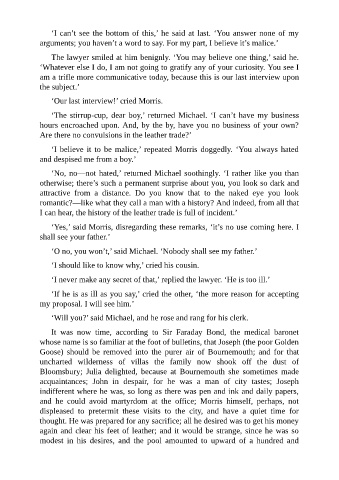 ‘I can’t see the bottom of this,’ he said at last. ‘You answer none of my
arguments; you haven’t a word to say. For my part, I believe it’s malice.’
The lawyer smiled at him benignly. ‘You may believe one thing,’ said he.
‘Whatever else I do, I am not going to gratify any of your curiosity. You see I
am a trifle more communicative today, because this is our last interview upon
the subject.’
‘Our last interview!’ cried Morris.
‘The stirrup-cup, dear boy,’ returned Michael. ‘I can’t have my business
hours encroached upon. And, by the by, have you no business of your own?
Are there no convulsions in the leather trade?’
‘I believe it to be malice,’ repeated Morris doggedly. ‘You always hated
and despised me from a boy.’
‘No, no—not hated,’ returned Michael soothingly. ‘I rather like you than
otherwise; there’s such a permanent surprise about you, you look so dark and
attractive from a distance. Do you know that to the naked eye you look
romantic?—like what they call a man with a history? And indeed, from all that
I can hear, the history of the leather trade is full of incident.’
‘Yes,’ said Morris, disregarding these remarks, ‘it’s no use coming here. I
shall see your father.’
‘O no, you won’t,’ said Michael. ‘Nobody shall see my father.’
‘I should like to know why,’ cried his cousin.
‘I never make any secret of that,’ replied the lawyer. ‘He is too ill.’
‘If he is as ill as you say,’ cried the other, ‘the more reason for accepting
my proposal. I will see him.’
‘Will you?’ said Michael, and he rose and rang for his clerk.
It was now time, according to Sir Faraday Bond, the medical baronet
whose name is so familiar at the foot of bulletins, that Joseph (the poor Golden
Goose) should be removed into the purer air of Bournemouth; and for that
uncharted wilderness of villas the family now shook off the dust of
Bloomsbury; Julia delighted, because at Bournemouth she sometimes made
acquaintances; John in despair, for he was a man of city tastes; Joseph
indifferent where he was, so long as there was pen and ink and daily papers,
and he could avoid martyrdom at the office; Morris himself, perhaps, not
displeased to pretermit these visits to the city, and have a quiet time for
thought. He was prepared for any sacrifice; all he desired was to get his money
again and clear his feet of leather; and it would be strange, since he was so
modest in his desires, and the pool amounted to upward of a hundred and